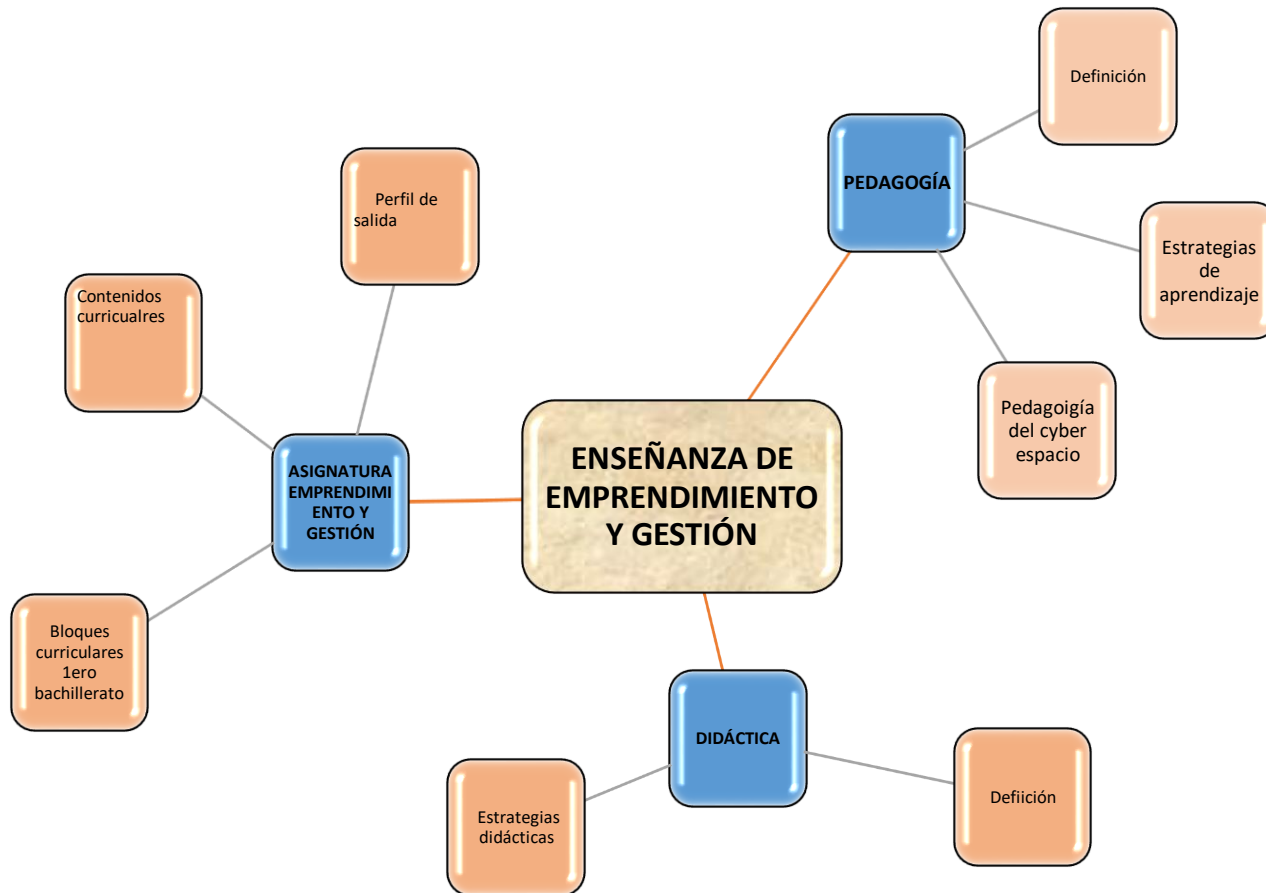 Definición
PEDAGOGÍA
Perfil de
salida
Estrategias
de
aprendizaje
Contenidos
curricualres
Pedagoigía
del cyber
espacio
ENSEÑANZA DE
EMPRENDIMIENTO
Y GESTIÓN
ASIGNATURA
EMPRENDIMI
ENTO Y
GESTIÓN
Bloques
curriculares
1ero
bachillerato
DIDÁCTICA
Estrategias
didácticas
Defiición